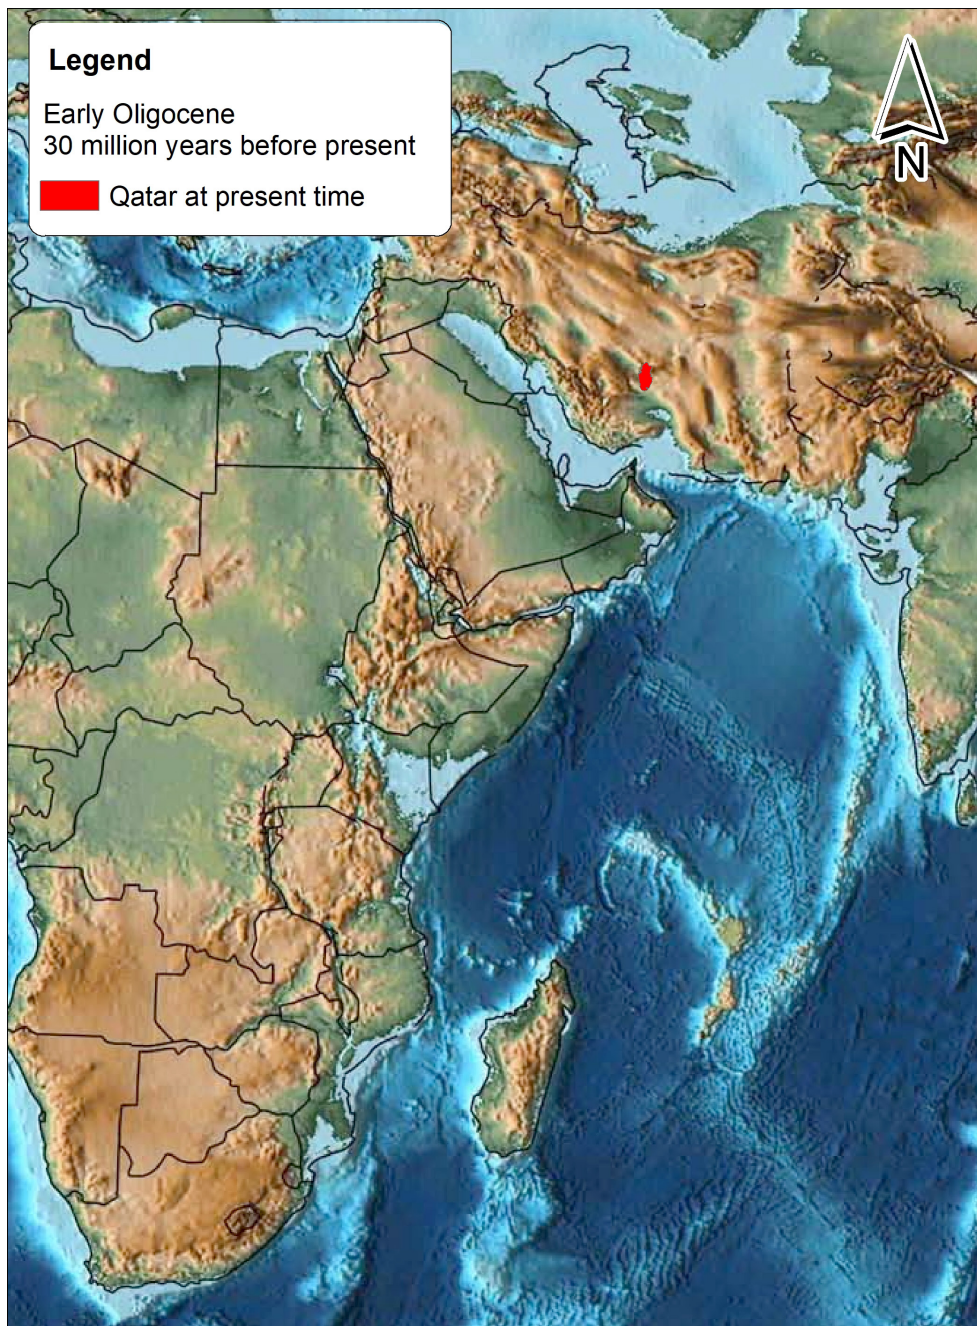 Legend
Early Oligocene
30 million years before present
Qatar at present time
N